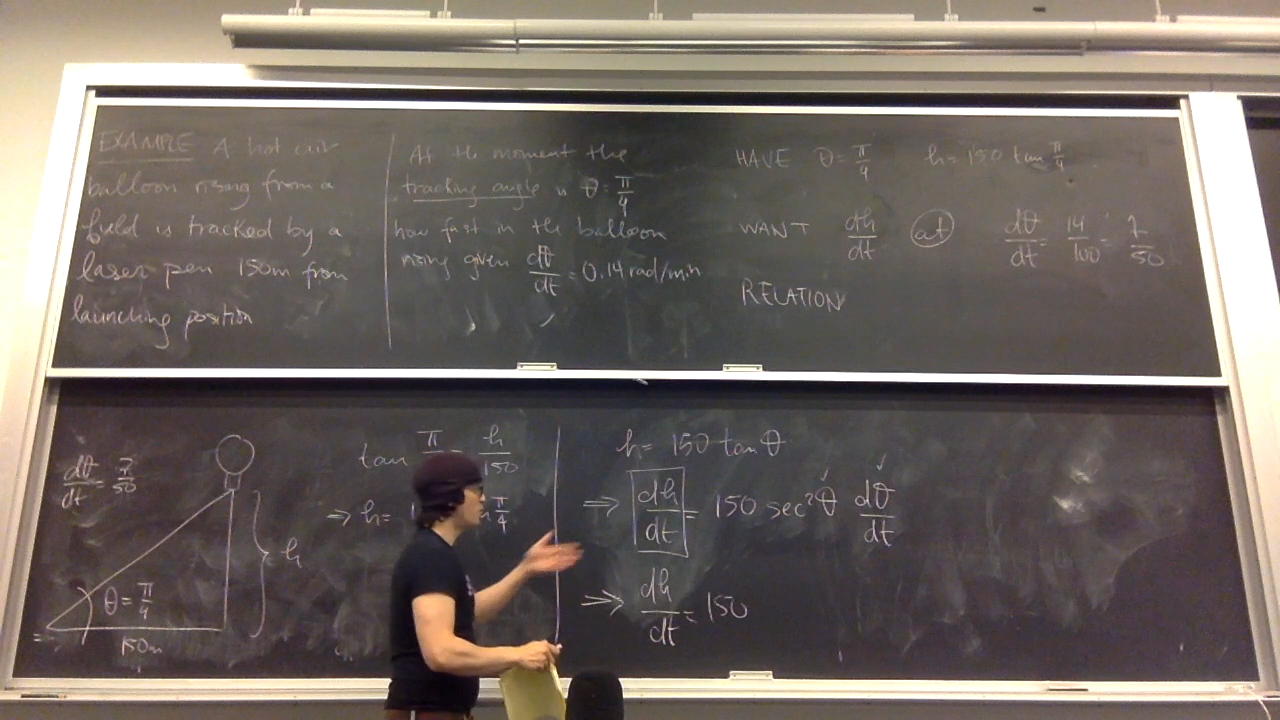 EXAMPLE A hot air
balloon rising from a
field is tracked by a
laser pen 150m from
launching position
At the moment the
tracking angle is θ = π/4
how fast in the balloon
rising given dθ/dt = 0.14 rad/min
HAVE θ = π/4 h = 150 tan π/4
WANT dh/dt at dθ/dt = 14/100 = 7/50
RELATION
dθ/dt = 7/50
h
θ = π/4
150m
tan π h/150
⇒ h = 1 π/4
h = 150 tan θ
⇒ dh/dt = 150 sec²θ dθ/dt
⇒ dh/dt = 150